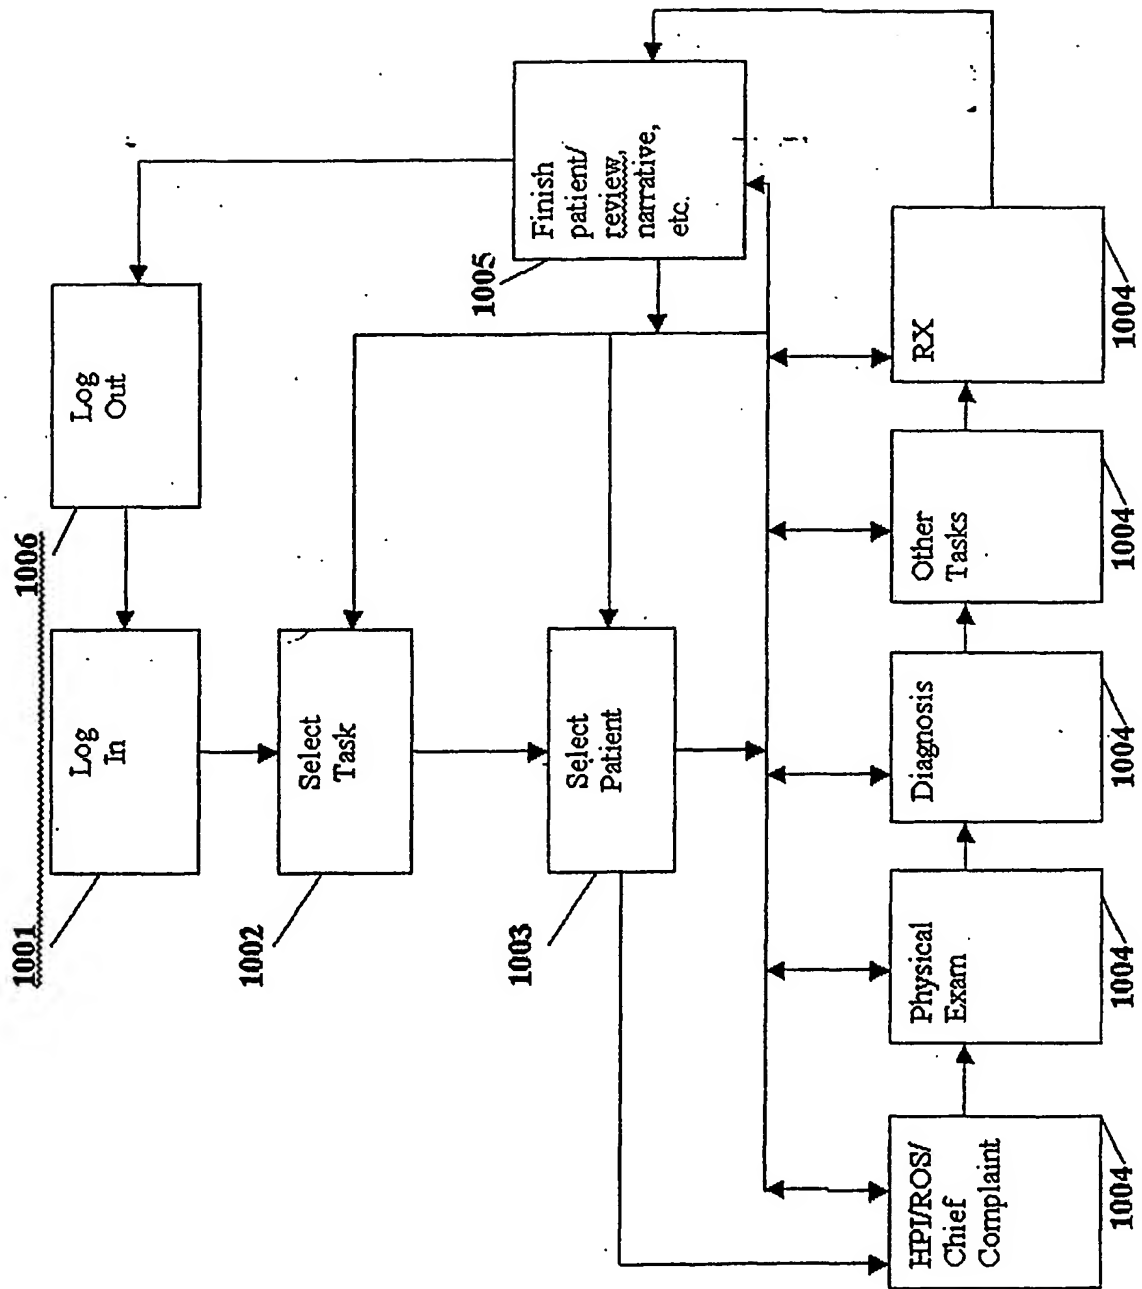 1001
1006
Log
In
Log
Out
1002
Select
Task
1005
Finish
patient/
review,
narrative,
etc.
1003
Select
Patient
HPI/ROS/
Chief
Complaint
Physical
Exam
Diagnosis
Other
Tasks
RX
1004
1004
1004
1004
1004